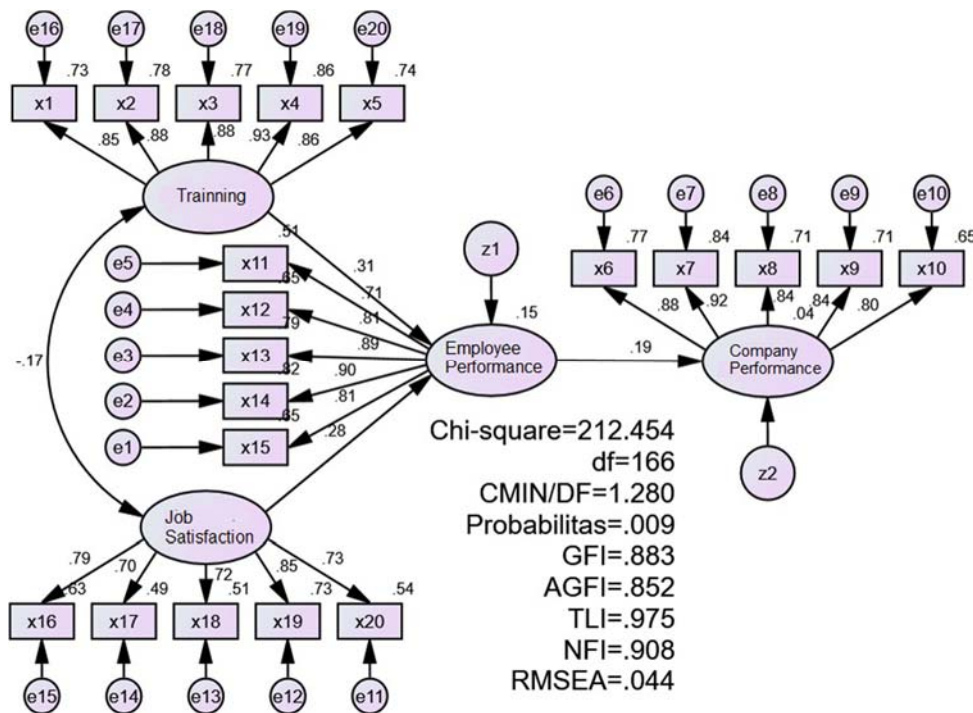 e16 e17 e18 e19 e20
.73 .78 .77 .86 .74
x1 x2 x3 x4 x5
.85 .88 .88 .93 .86
Trainning
.51
e5 x11 .31
.65 .71
e4 x12 .81
.79
e3 x13 .89
.82 .90
e2 x14 .81
.65
e1 x15 .28
-.17
z1
.15
Employee
Performance
.19
e6 e7 e8 e9 e10
.77 .84 .71 .71 .65
x6 x7 x8 x9 x10
.88 .92 .84 .84 .80
.04
Company
Performance
z2
Job
Satisfaction
.79 .70 .72 .85 .73
.63 .49 .51 .73 .54
x16 x17 x18 x19 x20
e15 e14 e13 e12 e11
Chi-square=212.454
df=166
CMIN/DF=1.280
Probabilitas=.009
GFI=.883
AGFI=.852
TLI=.975
NFI=.908
RMSEA=.044